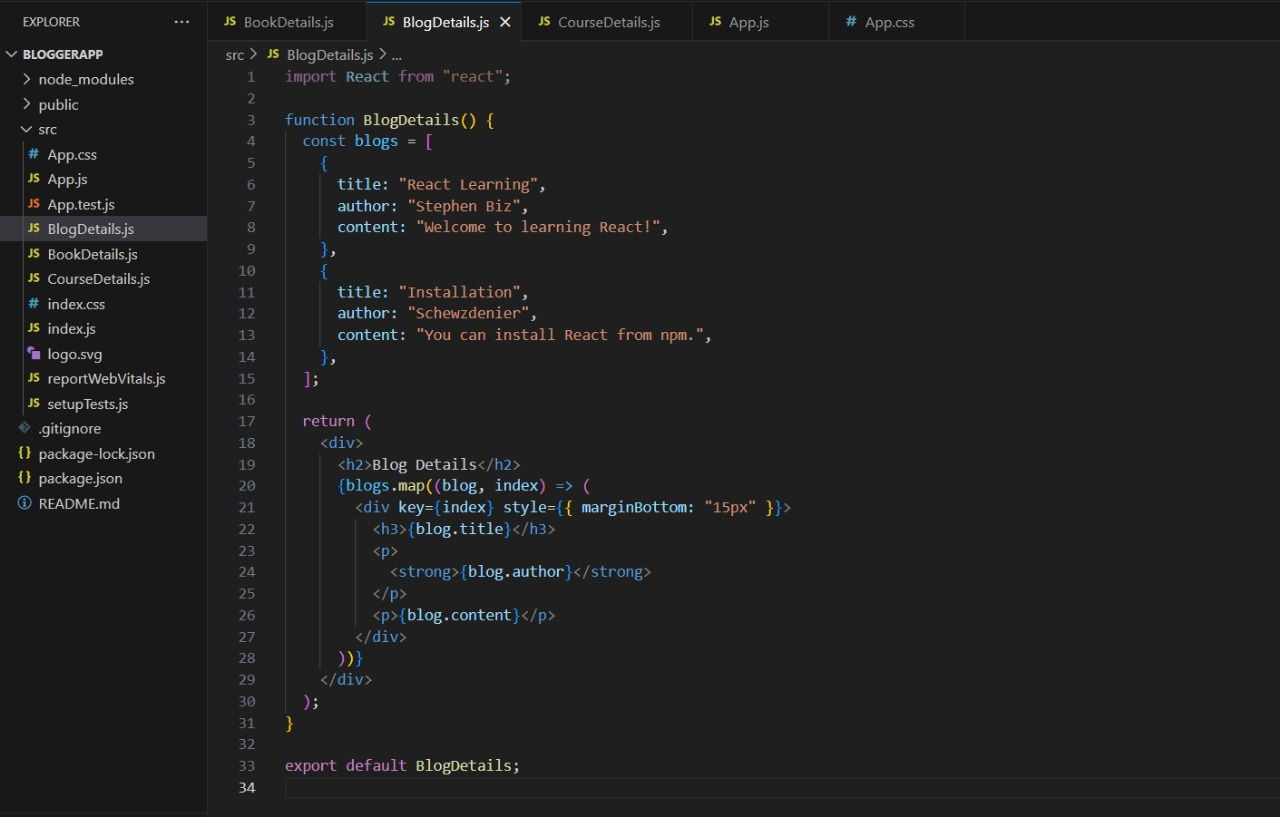 EXPLORER ...
BLOGGERAPP
node_modules
public
src
# App.css
JS App.js
JS App.test.js
JS BlogDetails.js
JS BookDetails.js
JS CourseDetails.js
# index.css
JS index.js
logo.svg
JS reportWebVitals.js
JS setupTests.js
.gitignore
{} package-lock.json
{} package.json
README.md
JS BookDetails.js JS BlogDetails.js × JS CourseDetails.js JS App.js # App.css
src > JS BlogDetails.js > ...
1 import React from "react";
2
3 function BlogDetails() {
4 const blogs = [
5 {
6 title: "React Learning",
7 author: "Stephen Biz",
8 content: "Welcome to learning React!",
9 },
10 {
11 title: "Installation",
12 author: "Schewzdenier",
13 content: "You can install React from npm.",
14 },
15 ];
16
17 return (
18 <div>
19 <h2>Blog Details</h2>
20 {blogs.map((blog, index) => (
21 <div key={index} style={{ marginBottom: "15px" }}>
22 <h3>{blog.title}</h3>
23 <p>
24 <strong>{blog.author}</strong>
25 </p>
26 <p>{blog.content}</p>
27 </div>
28 ))}
29 </div>
30 );
31 }
32
33 export default BlogDetails;
34